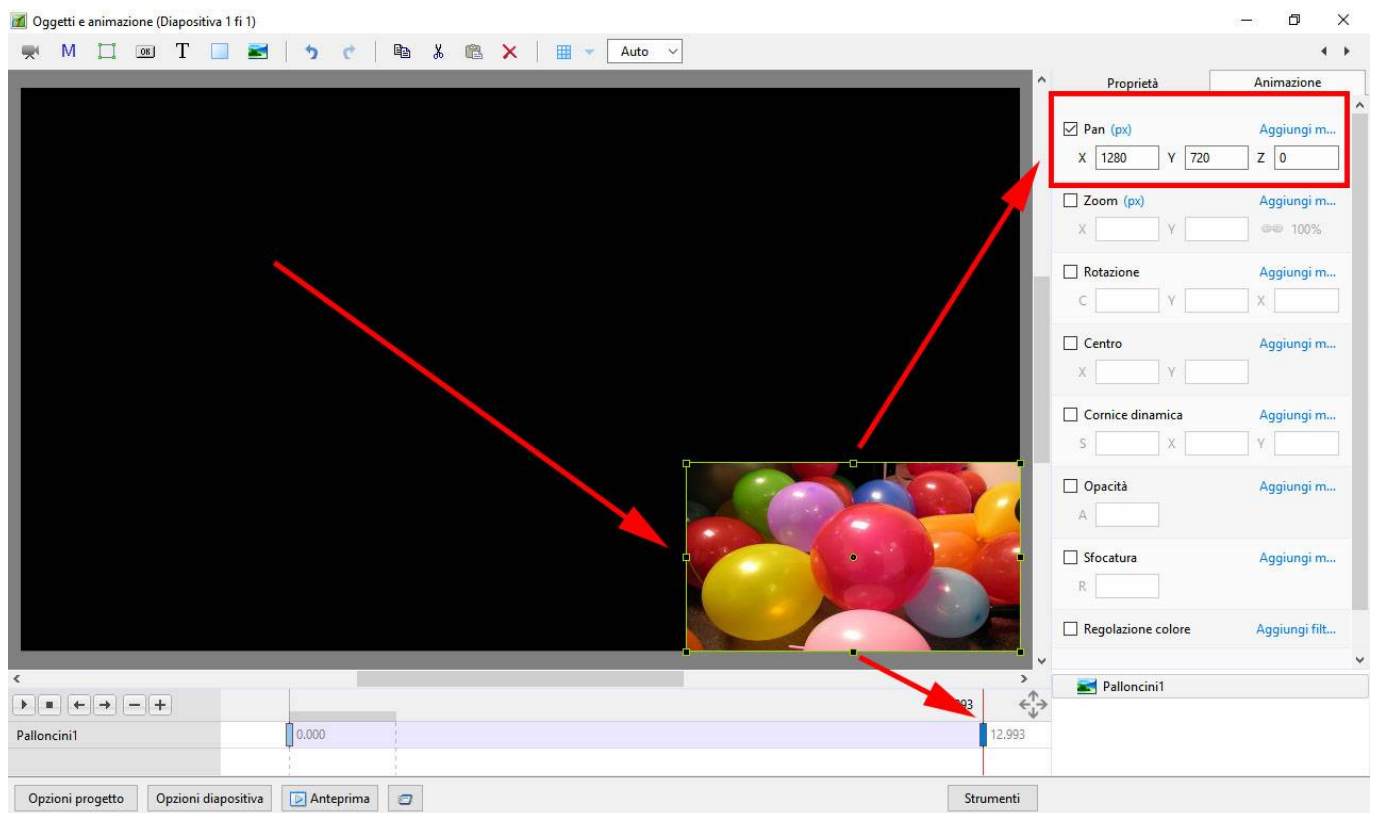 Oggetti e animazione (Diapositiva 1 fi 1)
M OK T Auto
Proprietà Animazione
Pan (px) Aggiungi m...
X 1280 Y 720 Z 0
Zoom (px) Aggiungi m...
X Y 100%
Rotazione Aggiungi m...
C Y X
Centro Aggiungi m...
X Y
Cornice dinamica Aggiungi m...
S X Y
Opacità Aggiungi m...
A
Sfocatura Aggiungi m...
R
Regolazione colore Aggiungi filt...
Palloncini1
Palloncini1 0.000 12.993
Opzioni progetto Opzioni diapositiva Anteprima Strumenti